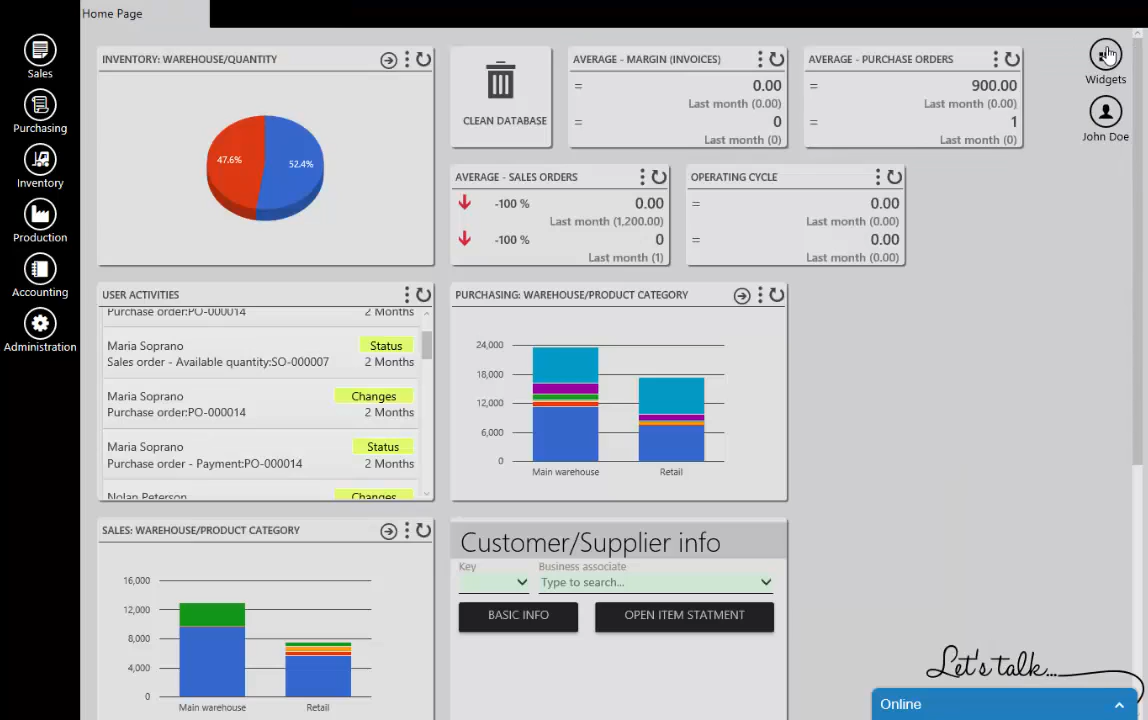 Home Page
Sales
Purchasing
Inventory
Production
Accounting
Administration
INVENTORY: WAREHOUSE/QUANTITY
47.6%
52.4%
CLEAN DATABASE
AVERAGE - MARGIN (INVOICES)
= 0.00
Last month (0.00)
= 0
Last month (0)
AVERAGE - PURCHASE ORDERS
= 900.00
Last month (0.00)
= 1
Last month (0)
Widgets
John Doe
AVERAGE - SALES ORDERS
-100 % 0.00
Last month (1,200.00)
-100 % 0
Last month (1)
OPERATING CYCLE
= 0.00
Last month (0.00)
= 0.00
Last month (0.00)
USER ACTIVITIES
Purchase order:PO-000014 2 Months
Maria Soprano Status
Sales order - Available quantity:SO-000007 2 Months
Maria Soprano Changes
Purchase order:PO-000014 2 Months
Maria Soprano Status
Purchase order - Payment:PO-000014 2 Months
Nolan Peterson Changes
PURCHASING: WAREHOUSE/PRODUCT CATEGORY
24,000
18,000
12,000
6,000
0
Main warehouse Retail
SALES: WAREHOUSE/PRODUCT CATEGORY
16,000
12,000
8,000
4,000
0
Main warehouse Retail
Customer/Supplier info
Key Business associate
Type to search...
BASIC INFO OPEN ITEM STATMENT
Let's talk...
Online